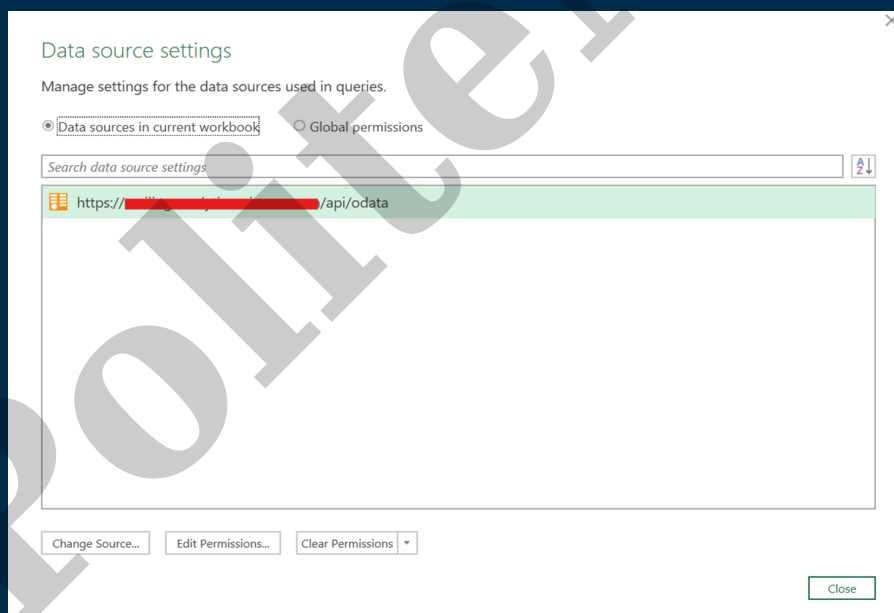 Data source settings
Manage settings for the data sources used in queries.
Data sources in current workbook
Global permissions
Search data source settings
https:// /api/odata
Change Source...
Edit Permissions...
Clear Permissions
Close